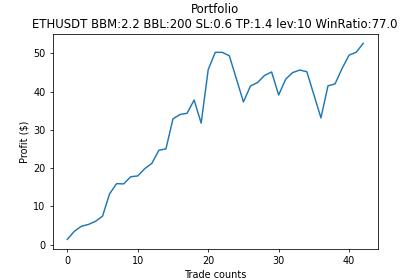 Portfolio
ETHUSDT BBM:2.2 BBL:200 SL:0.6 TP:1.4 lev:10 WinRatio:77.0
50
40
30
20
10
0
Profit ($)
0 10 20 30 40
Trade counts